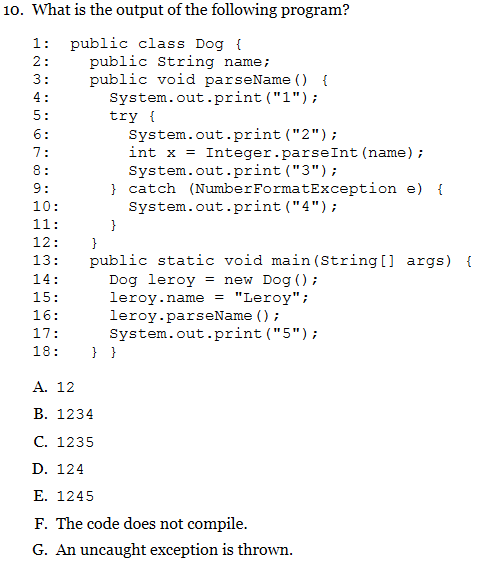 10. What is the output of the following program?
1: public class Dog {
2: public String name;
3: public void parseName() {
4: System.out.print("1");
5: try {
6: System.out.print("2");
7: int x = Integer.parseInt(name);
8: System.out.print("3");
9: } catch (NumberFormatException e) {
10: System.out.print("4");
11: }
12: }
13: public static void main(String[] args) {
14: Dog leroy = new Dog();
15: leroy.name = "Leroy";
16: leroy.parseName();
17: System.out.print("5");
18: } }
A. 12
B. 1234
C. 1235
D. 124
E. 1245
F. The code does not compile.
G. An uncaught exception is thrown.